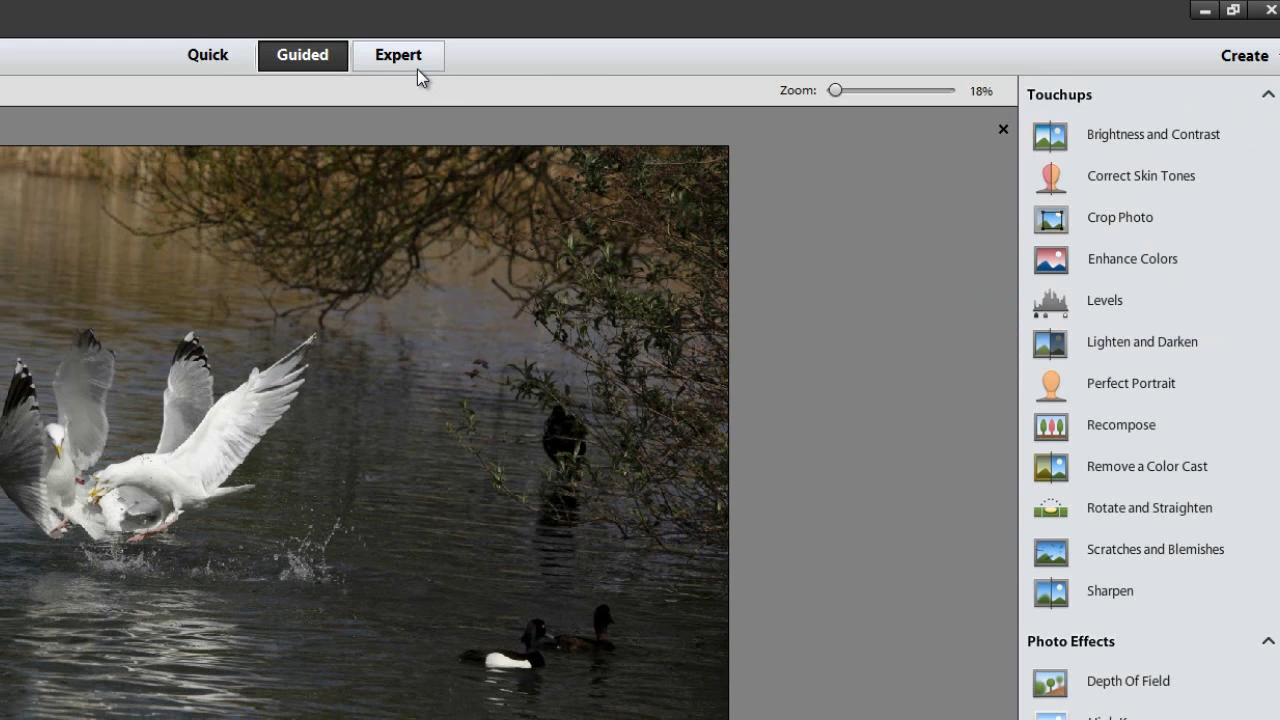 Quick Guided Expert Create
Zoom: 18%
Touchups
Brightness and Contrast
Correct Skin Tones
Crop Photo
Enhance Colors
Levels
Lighten and Darken
Perfect Portrait
Recompose
Remove a Color Cast
Rotate and Straighten
Scratches and Blemishes
Sharpen
Photo Effects
Depth Of Field